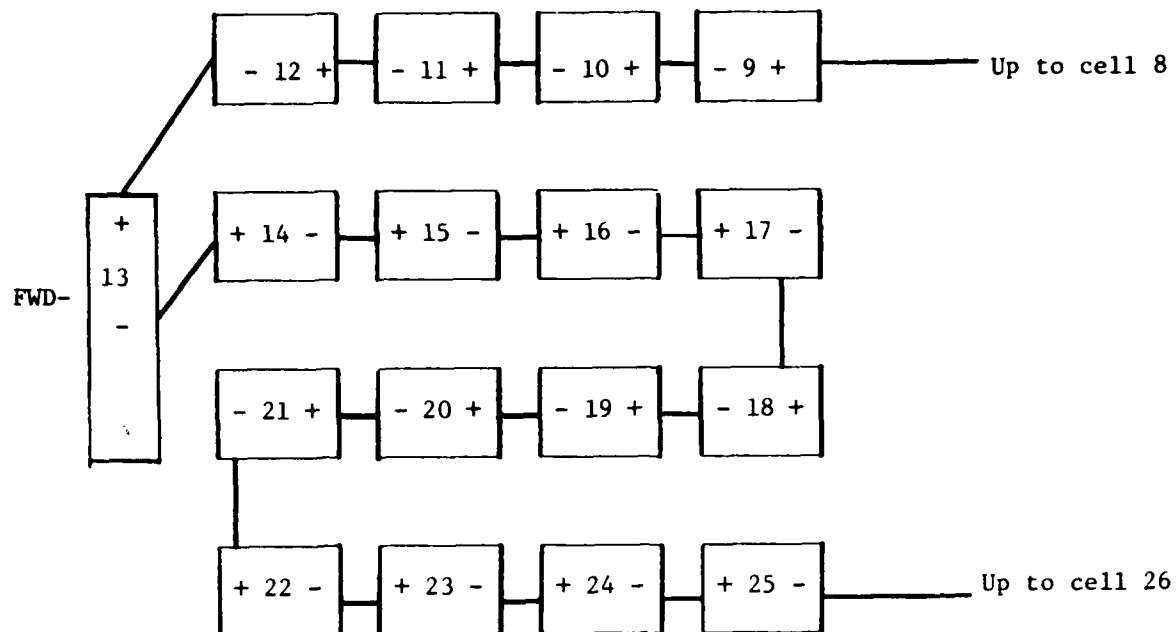 - 12 + - 11 + - 10 + - 9 + Up to cell 8
+
13
-
FWD-
+ 14 - + 15 - + 16 - + 17 -
- 21 + - 20 + - 19 + - 18 +
+ 22 - + 23 - + 24 - + 25 - Up to cell 26